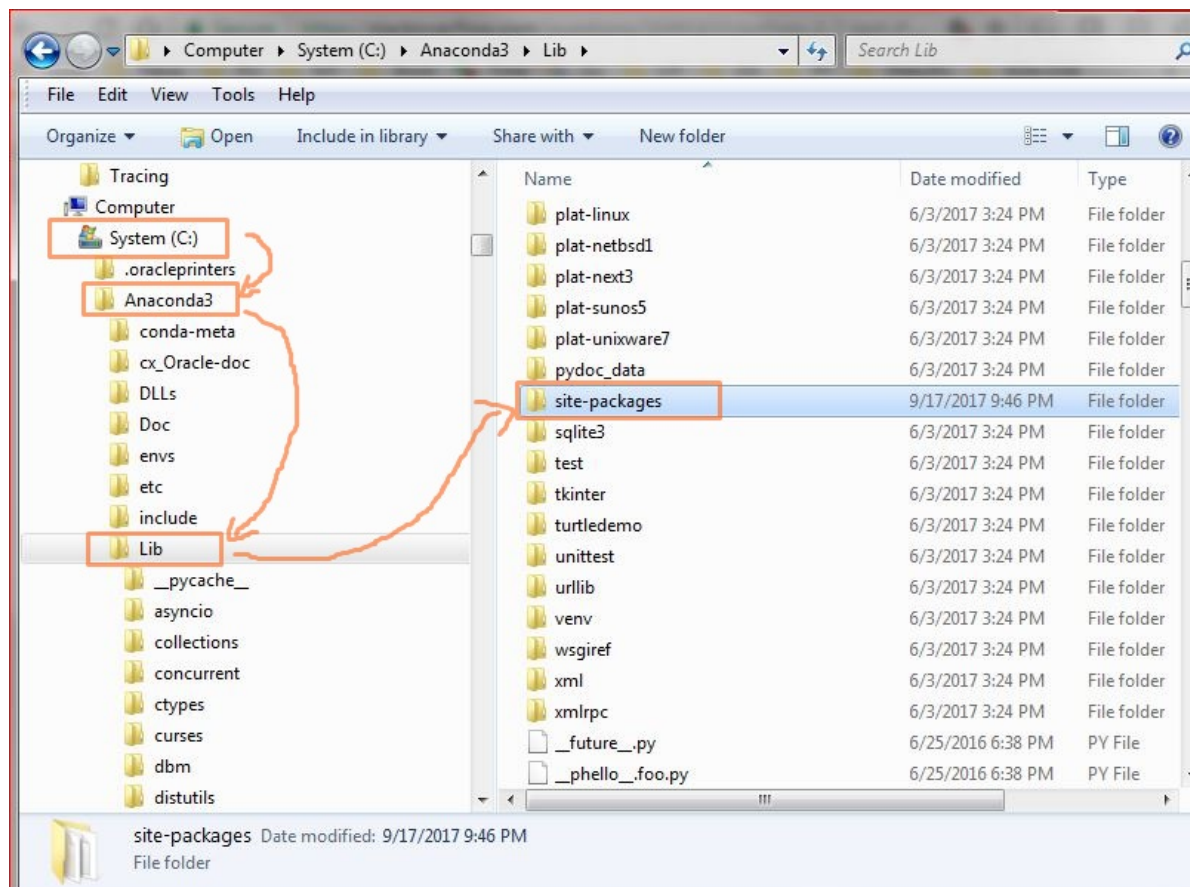 Computer System (C:) Anaconda3 Lib Search Lib
File Edit View Tools Help
Organize Open Include in library Share with New folder
Tracing
Computer
System (C:)
.oracleprinters
Anaconda3
conda-meta
cx_Oracle-doc
DLLs
Doc
envs
etc
include
Lib
__pycache__
asyncio
collections
concurrent
ctypes
curses
dbm
distutils
Name Date modified Type
plat-linux 6/3/2017 3:24 PM File folder
plat-netbsd1 6/3/2017 3:24 PM File folder
plat-next3 6/3/2017 3:24 PM File folder
plat-sunos5 6/3/2017 3:24 PM File folder
plat-unixware7 6/3/2017 3:24 PM File folder
pydoc_data 6/3/2017 3:24 PM File folder
site-packages 9/17/2017 9:46 PM File folder
sqlite3 6/3/2017 3:24 PM File folder
test 6/3/2017 3:24 PM File folder
tkinter 6/3/2017 3:24 PM File folder
turtledemo 6/3/2017 3:24 PM File folder
unittest 6/3/2017 3:24 PM File folder
urllib 6/3/2017 3:24 PM File folder
venv 6/3/2017 3:24 PM File folder
wsgiref 6/3/2017 3:24 PM File folder
xml 6/3/2017 3:24 PM File folder
xmlrpc 6/3/2017 3:24 PM File folder
__future__.py 6/25/2016 6:38 PM PY File
__phello__.foo.py 6/25/2016 6:38 PM PY File
site-packages Date modified: 9/17/2017 9:46 PM
File folder